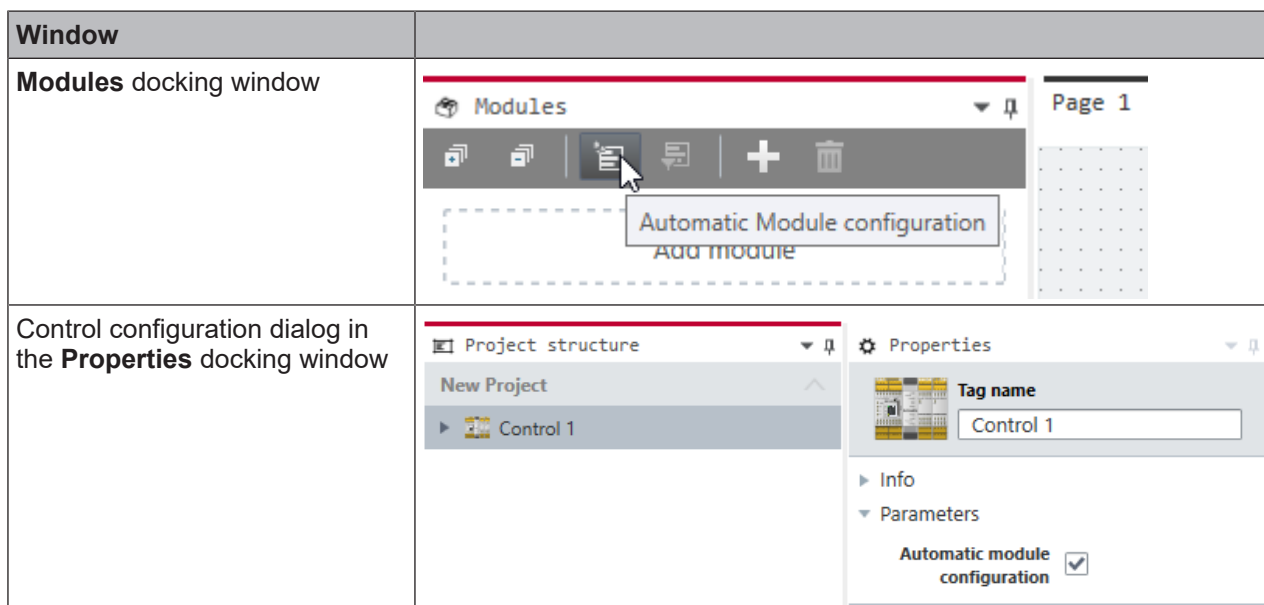 Window
Modules docking window
Modules
Page 1
Automatic Module configuration
Add module
Control configuration dialog in
the Properties docking window
Project structure
New Project
Control 1
Properties
Tag name
Control 1
Info
Parameters
Automatic module
configuration